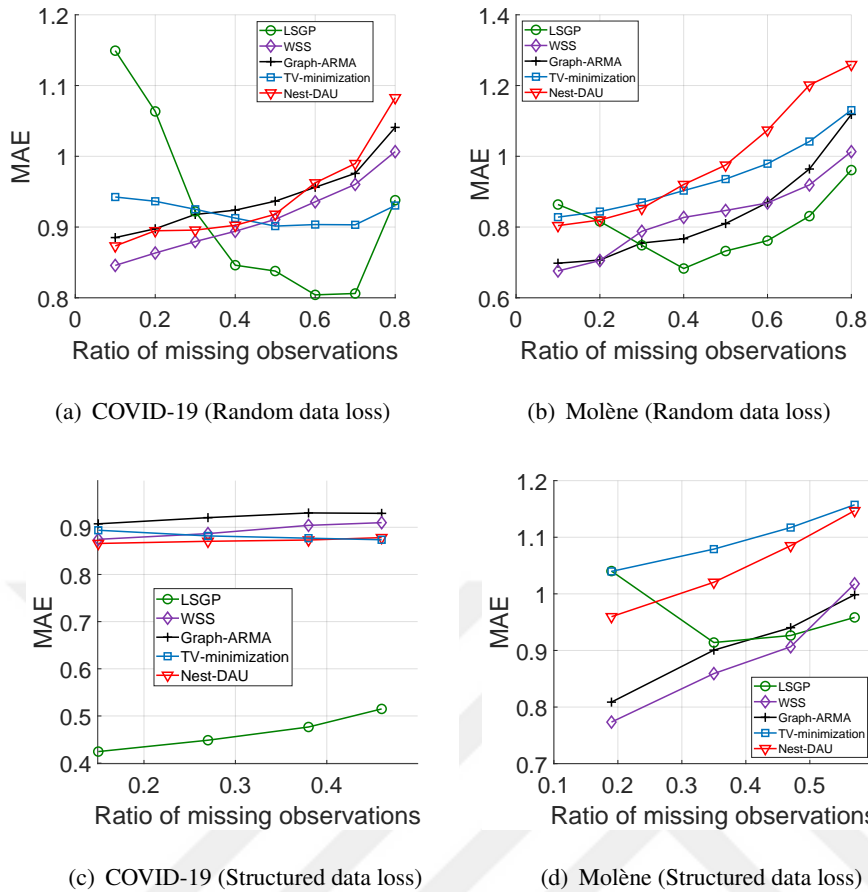 1.2
1.1
1
0.9
0.8
MAE
LSGP
WSS
Graph-ARMA
TV-minimization
Nest-DAU
0 0.2 0.4 0.6 0.8
Ratio of missing observations
(a) COVID-19 (Random data loss)
1.4
1.2
1
0.8
0.6
MAE
LSGP
WSS
Graph-ARMA
TV-minimization
Nest-DAU
0 0.2 0.4 0.6 0.8
Ratio of missing observations
(b) Molène (Random data loss)
0.9
0.8
0.7
0.6
0.5
0.4
MAE
LSGP
WSS
Graph-ARMA
TV-minimization
Nest-DAU
0.2 0.3 0.4
Ratio of missing observations
(c) COVID-19 (Structured data loss)
1.2
1.1
1
0.9
0.8
0.7
MAE
LSGP
WSS
Graph-ARMA
TV-minimization
Nest-DAU
0.1 0.2 0.3 0.4 0.5
Ratio of missing observations
(d) Molène (Structured data loss)